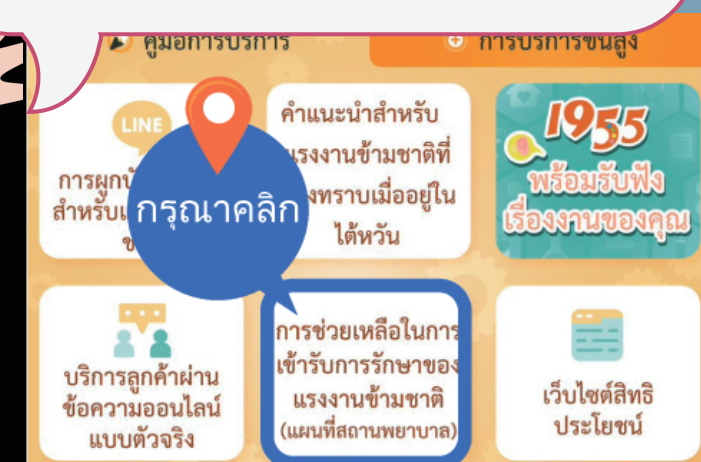 คู่มือการบริการ
การบริการขั้นสูง
LINE
การผูก
สำหรับ
กรุณาคลิก
คำแนะนำสำหรับ
แรงงานข้ามชาติที่
ทราบเมื่ออยู่ใน
ไต้หวัน
1955
พร้อมรับฟัง
เรื่องงานของคุณ
บริการลูกค้าผ่าน
ข้อความออนไลน์
แบบตัวจริง
การช่วยเหลือในการ
เข้ารับการรักษาของ
แรงงานข้ามชาติ
(แผนที่สถานพยาบาล)
เว็บไซต์สิทธิ
ประโยชน์